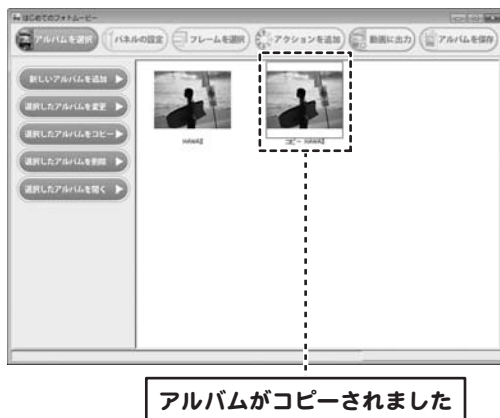 はじめてのフォトムービー
アルバムを選択 パネルの設定 フレームを選択 アクションを追加 動画に出力 アルバムを保存
新しいアルバムを追加
選択したアルバムを変更
選択したアルバムをコピー
選択したアルバムを削除
選択したアルバムを開く
HAWAII コピー HAWAII
アルバムがコピーされました